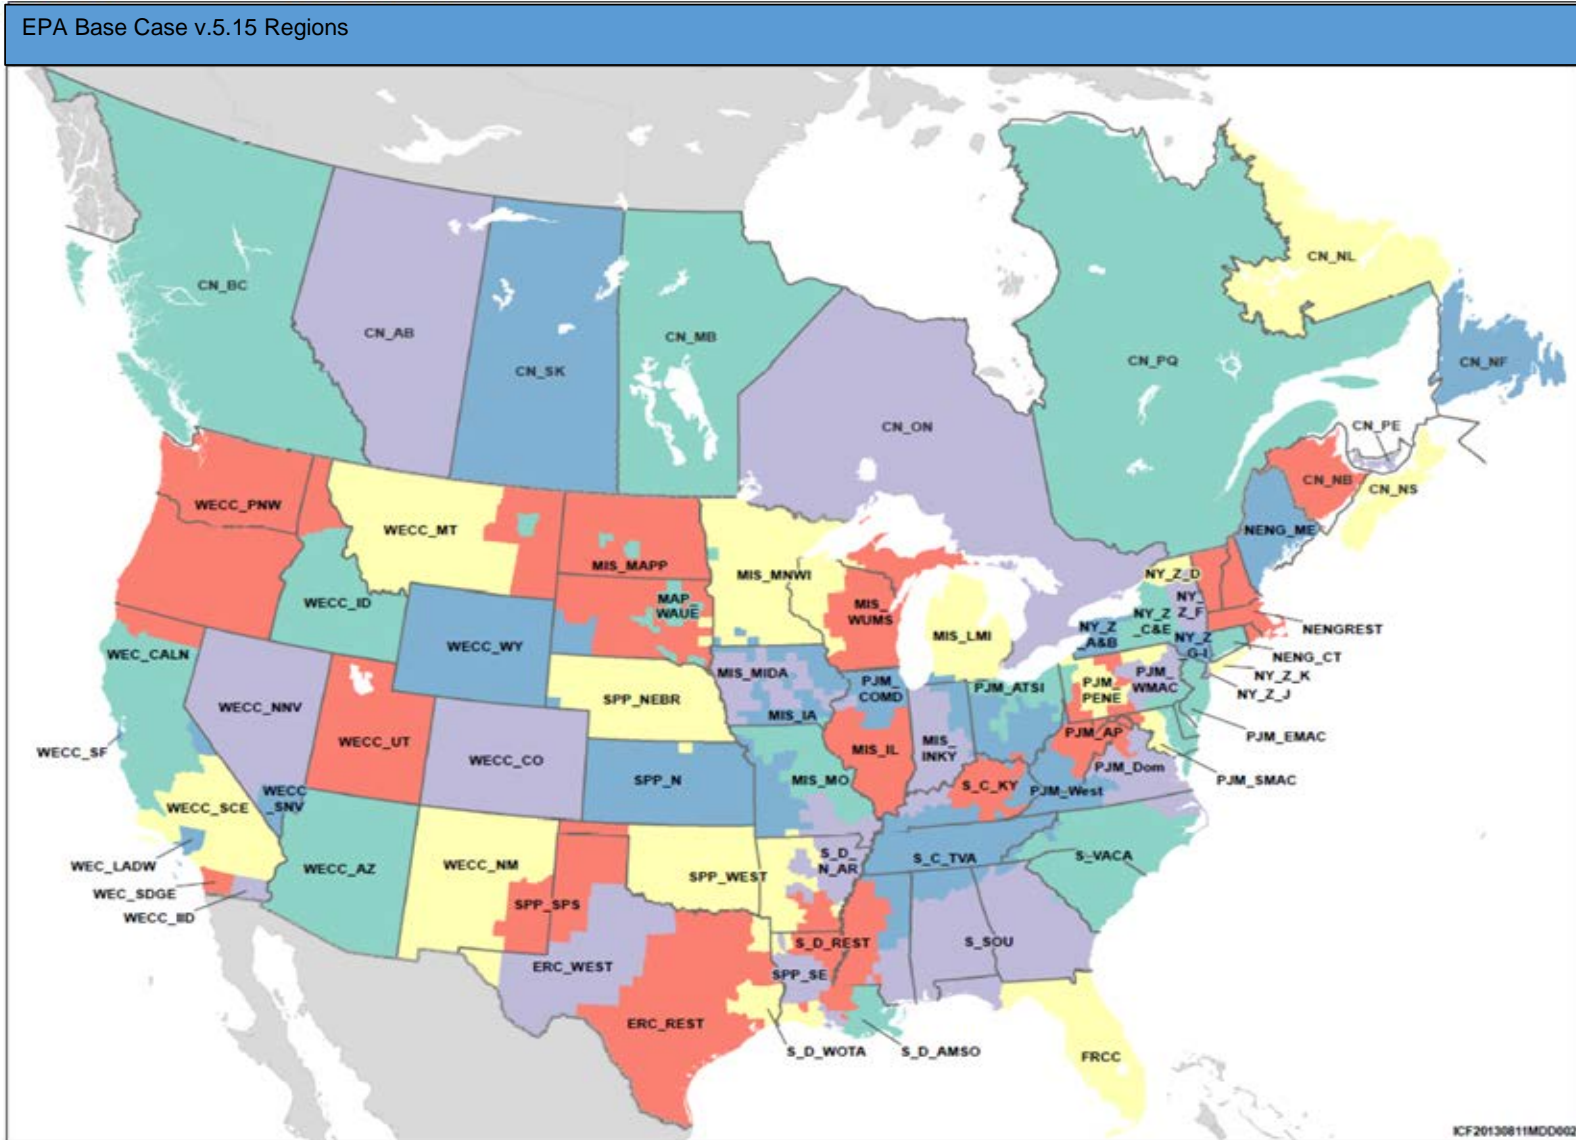 EPA Base Case v.5.15 Regions
CN_BC
CN_AB
CN_SK
CN_MB
CN_ON
CN_PQ
CN_NL
CN_NF
CN_PE
CN_NB
CN_NS
NENG_ME
WECC_PNW
WECC_MT
MIS_MAPP
MIS_MNWI
NY_Z_D
WECC_ID
MAP_
WAUE
MIS_
WUMS
MIS_LMI
NY_Z
_A&B
NY_Z
_C&E
NY_
Z_F
NY_Z
_G-I
NENGREST
NENG_CT
NY_Z_K
NY_Z_J
WEC_CALN
WECC_WY
MIS_MIDA
PJM_
COMD
PJM_ATSI
PJM_
PENE
PJM_
WMAC
WECC_NNV
SPP_NEBR
MIS_IA
WECC_SF
WECC_UT
WECC_CO
SPP_N
MIS_MO
MIS_IL
MIS_
INKY
PJM_AP
PJM_EMAC
PJM_Dom
PJM_SMAC
S_C_KY
PJM_West
WECC_SCE
WECC
_SNV
WEC_LADW
WECC_AZ
WECC_NM
SPP_WEST
S_D_
N_AR
S_C_TVA
S_VACA
WEC_SDGE
WECC_IID
SPP_SPS
S_D_REST
S_SOU
ERC_WEST
SPP_SE
ERC_REST
S_D_WOTA
S_D_AMSO
FRCC
ICF20130811MDD002